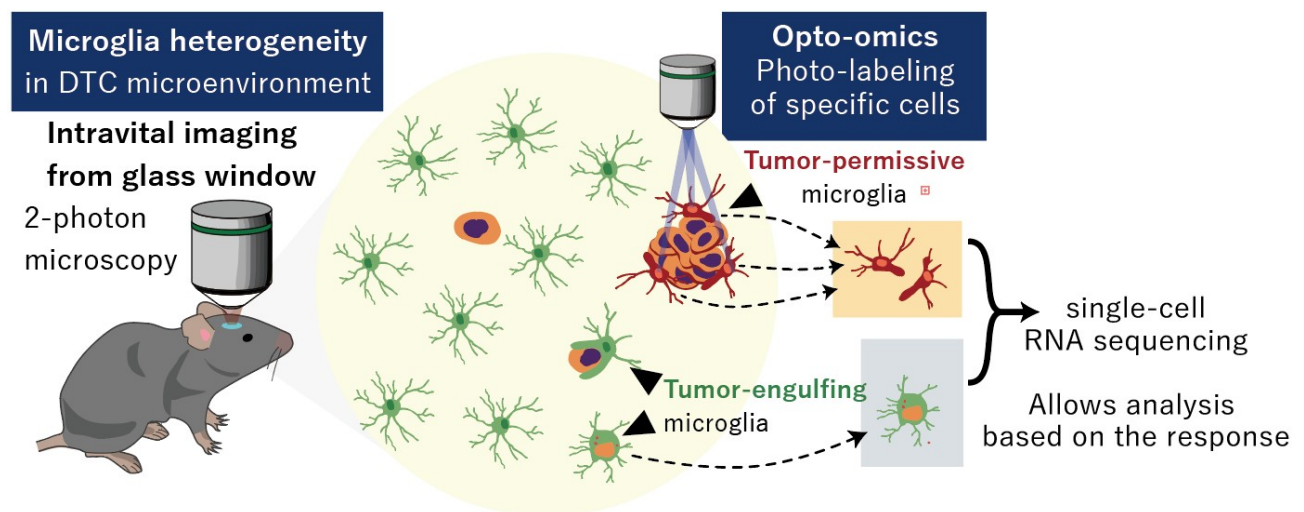 Microglia heterogeneity
in DTC microenvironment
Intravital imaging
from glass window
2-photon
microscopy
Opto-omics
Photo-labeling
of specific cells
Tumor-permissive
microglia
Tumor-engulfing
microglia
single-cell
RNA sequencing
Allows analysis
based on the response